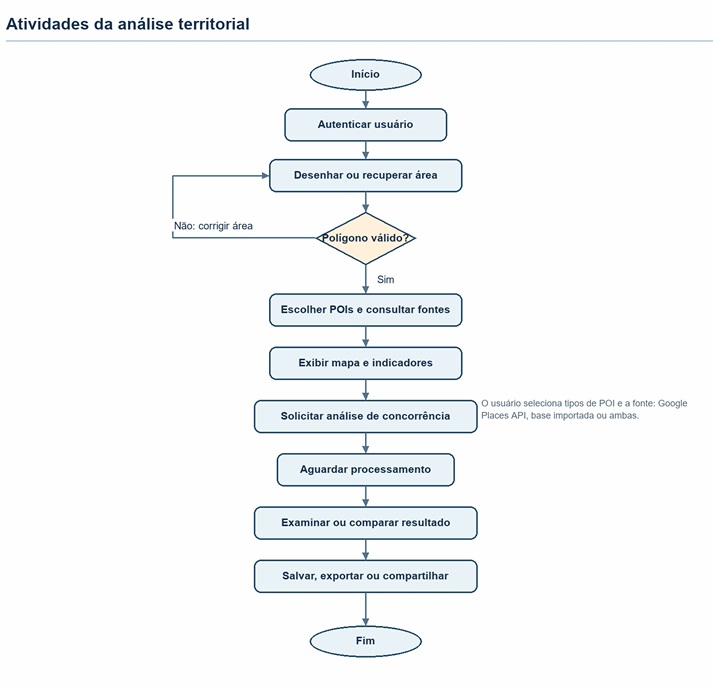 Atividades da análise territorial
Início
Autenticar usuário
Desenhar ou recuperar área
Não: corrigir área
Polígono válido?
Sim
Escolher POIs e consultar fontes
Exibir mapa e indicadores
Solicitar análise de concorrência
O usuário seleciona tipos de POI e a fonte: Google
Places API, base importada ou ambas.
Aguardar processamento
Examinar ou comparar resultado
Salvar, exportar ou compartilhar
Fim